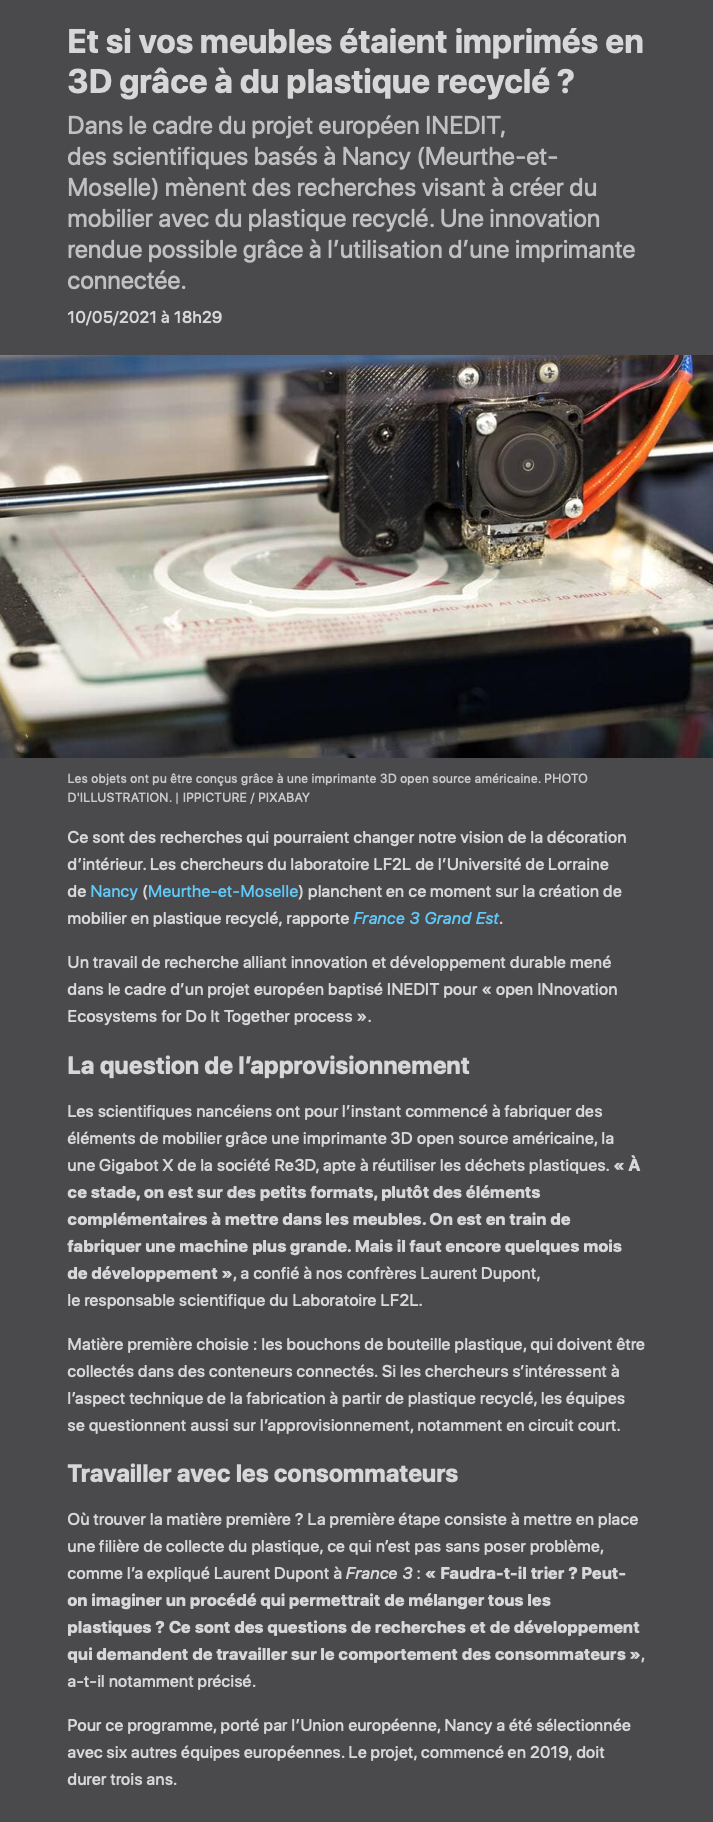 Et si vos meubles étaient imprimés en
3D grâce à du plastique recyclé ?
Dans le cadre du projet européen INEDIT,
des scientifiques basés à Nancy (Meurthe-et-
Moselle) mènent des recherches visant à créer du
mobilier avec du plastique recyclé. Une innovation
rendue possible grâce à l’utilisation d’une imprimante
connectée.
10/05/2021 à 18h29
AND WAIT AT LEAST 10 MINUTES
CAUTION
Les objets ont pu être conçus grâce à une imprimante 3D open source américaine. PHOTO
D'ILLUSTRATION. | IPPICTURE / PIXABAY
Ce sont des recherches qui pourraient changer notre vision de la décoration
d’intérieur. Les chercheurs du laboratoire LF2L de l’Université de Lorraine
de Nancy (Meurthe-et-Moselle) planchent en ce moment sur la création de
mobilier en plastique recyclé, rapporte France 3 Grand Est.
Un travail de recherche alliant innovation et développement durable mené
dans le cadre d’un projet européen baptisé INEDIT pour « open INnovation
Ecosystems for Do It Together process ».
La question de l’approvisionnement
Les scientifiques nancéiens ont pour l’instant commencé à fabriquer des
éléments de mobilier grâce une imprimante 3D open source américaine, la
une Gigabot X de la société Re3D, apte à réutiliser les déchets plastiques. « À
ce stade, on est sur des petits formats, plutôt des éléments
complémentaires à mettre dans les meubles. On est en train de
fabriquer une machine plus grande. Mais il faut encore quelques mois
de développement », a confié à nos confrères Laurent Dupont,
le responsable scientifique du Laboratoire LF2L.
Matière première choisie : les bouchons de bouteille plastique, qui doivent être
collectés dans des conteneurs connectés. Si les chercheurs s’intéressent à
l’aspect technique de la fabrication à partir de plastique recyclé, les équipes
se questionnent aussi sur l’approvisionnement, notamment en circuit court.
Travailler avec les consommateurs
Où trouver la matière première ? La première étape consiste à mettre en place
une filière de collecte du plastique, ce qui n’est pas sans poser problème,
comme l’a expliqué Laurent Dupont à France 3 : « Faudra-t-il trier ? Peut-
on imaginer un procédé qui permettrait de mélanger tous les
plastiques ? Ce sont des questions de recherches et de développement
qui demandent de travailler sur le comportement des consommateurs »,
a-t-il notamment précisé.
Pour ce programme, porté par l’Union européenne, Nancy a été sélectionnée
avec six autres équipes européennes. Le projet, commencé en 2019, doit
durer trois ans.